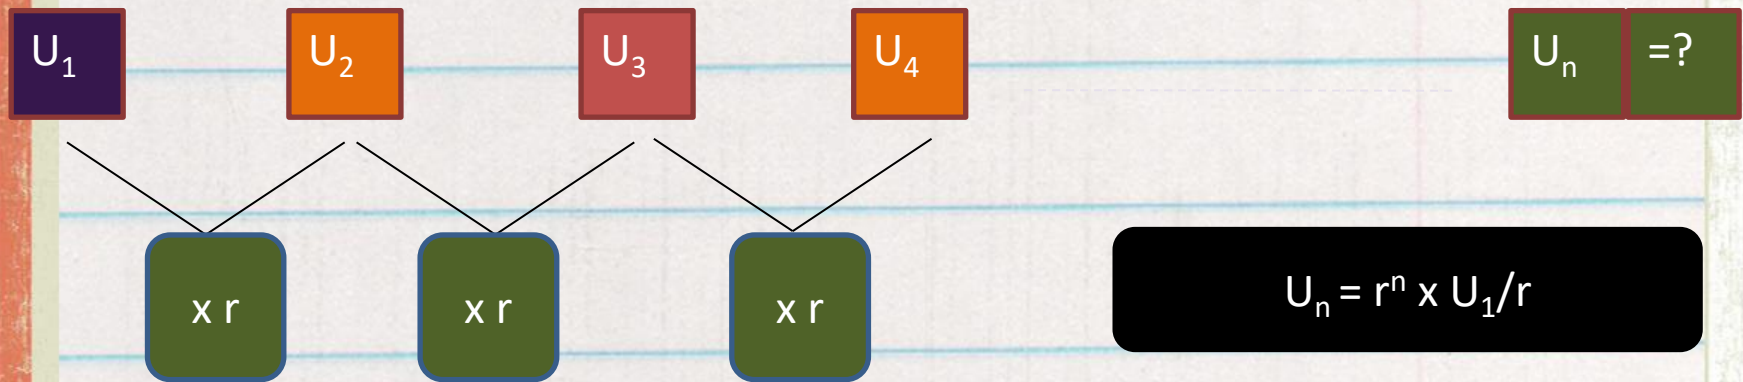 U₁ U₂ U₃ U₄ Uₙ =?
x r x r x r
Uₙ = rⁿ x U₁/r